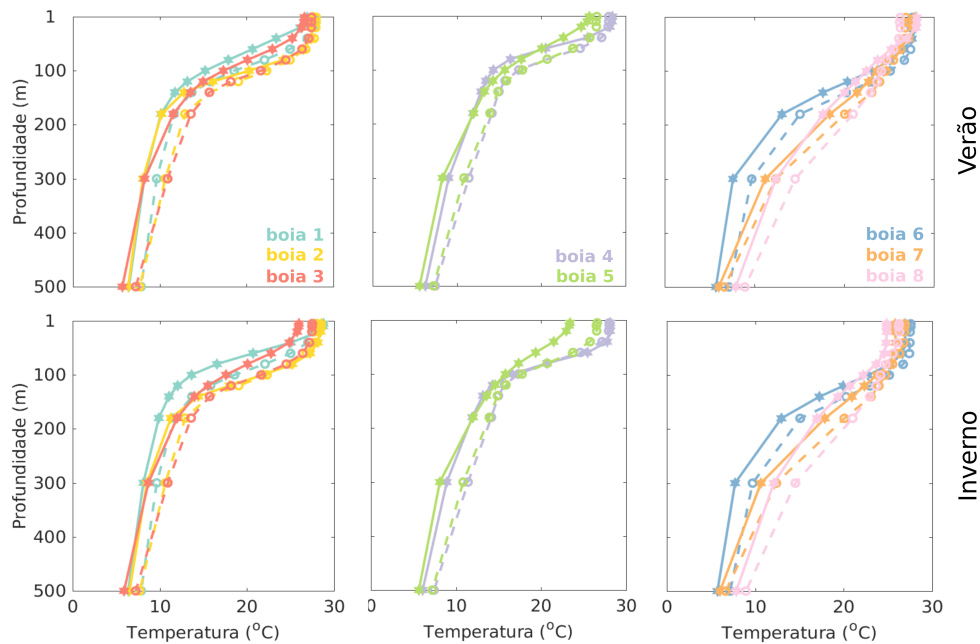 1
100
200
300
400
500
Profundidade (m)
boia 1
boia 2
boia 3
boia 4
boia 5
boia 6
boia 7
boia 8
Verão
1
100
200
300
400
500
Profundidade (m)
0 10 20 30
0 10 20 30
0 10 20 30
Temperatura (°C)
Temperatura (°C)
Temperatura (°C)
Inverno